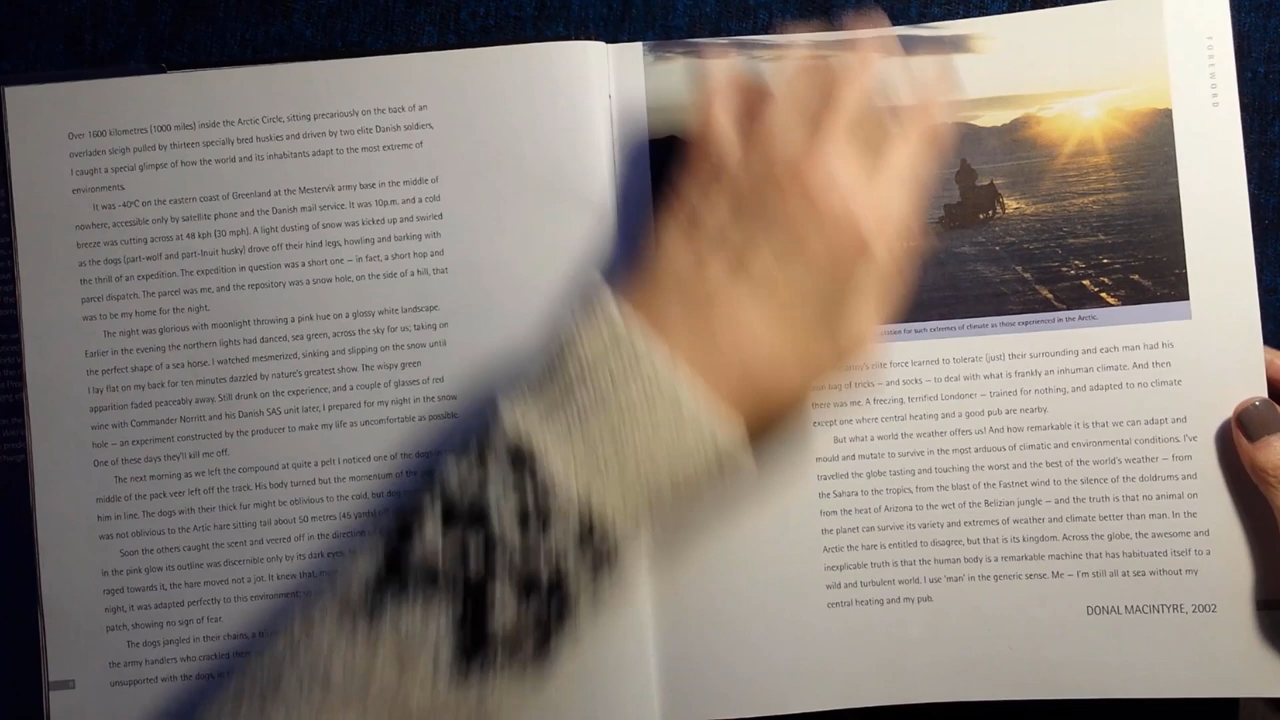 Over 1600 kilometres (1000 miles) inside the Arctic Circle, sitting precariously on the back of an
overladen sleigh pulled by thirteen specially bred huskies and driven by two elite Danish soldiers,
I caught a special glimpse of how the world and its inhabitants adapt to the most extreme of
environments.
It was -40°C on the eastern coast of Greenland at the Mestervik army base in the middle of
nowhere, accessible only by satellite phone and the Danish mail service. It was 10p.m. and a cold
breeze was cutting across at 48 kph (30 mph). A light dusting of snow was kicked up and swirled
as the dogs (part-wolf and part-Inuit husky) drove off their hind legs, howling and barking with
the thrill of an expedition. The expedition in question was a short one – in fact, a short hop and
parcel dispatch. The parcel was me, and the repository was a snow hole, on the side of a hill, that
was to be my home for the night.
The night was glorious with moonlight throwing a pink hue on a glossy white landscape.
Earlier in the evening the northern lights had danced, sea green, across the sky for us; taking on
the perfect shape of a sea horse. I watched mesmerized, sinking and slipping on the snow until
I lay flat on my back for ten minutes dazzled by nature's greatest show. The wispy green
apparition faded peaceably away. Still drunk on the experience, and a couple of glasses of red
wine with Commander Norritt and his Danish SAS unit later, I prepared for my night in the snow
hole – an experiment constructed by the producer to make my life as uncomfortable as possible.
One of these days they'll kill me off.
The next morning as we left the compound at quite a pelt I noticed one of the dogs
middle of the pack veer left off the track. His body turned but the momentum of the
him in line. The dogs with their thick fur might be oblivious to the cold, but
was not oblivious to the Artic hare sitting tall about 50 metres (45 yards)
Soon the others caught the scent and veered off in the direction
in the pink glow its outline was discernible only by its dark eyes.
raged towards it, the hare moved not a jot. It knew that,
night, it was adapted perfectly to this environment;
patch, showing no sign of fear.
The dogs jangled in their chains, a
the army handlers who crackled
unsupported with the dogs,
FOREWORD
for such extremes of climate as those experienced in the Arctic.
elite force learned to tolerate (just) their surrounding and each man had his
bag of tricks – and socks – to deal with what is frankly an inhuman climate. And then
there was me. A freezing, terrified Londoner – trained for nothing, and adapted to no climate
except one where central heating and a good pub are nearby.
But what a world the weather offers us! And how remarkable it is that we can adapt and
mould and mutate to survive in the most arduous of climatic and environmental conditions. I've
travelled the globe tasting and touching the worst and the best of the world's weather – from
the Sahara to the tropics, from the blast of the Fastnet wind to the silence of the doldrums and
from the heat of Arizona to the wet of the Belizian jungle – and the truth is that no animal on
the planet can survive its variety and extremes of weather and climate better than man. In the
Arctic the hare is entitled to disagree, but that is its kingdom. Across the globe, the awesome and
inexplicable truth is that the human body is a remarkable machine that has habituated itself to a
wild and turbulent world. I use 'man' in the generic sense. Me – I'm still all at sea without my
central heating and my pub.
DONAL MACINTYRE, 2002